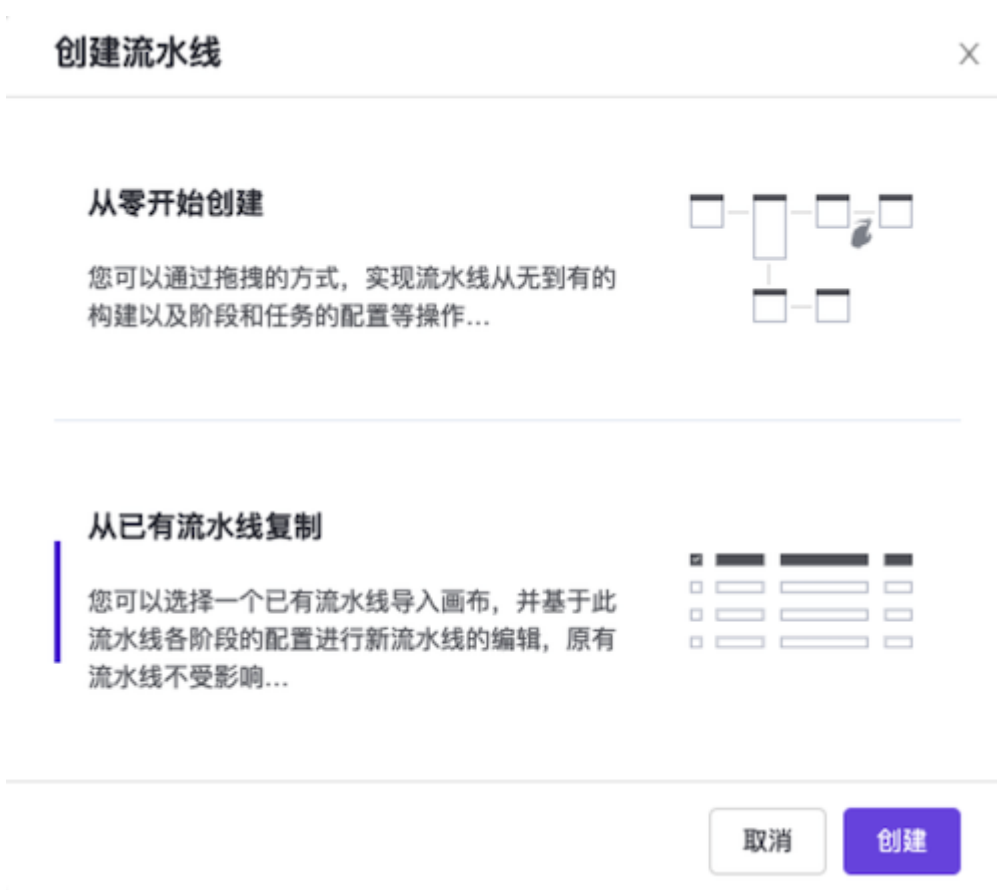 创建流水线
从零开始创建
您可以通过拖拽的方式，实现流水线从无到有的
构建以及阶段和任务的配置等操作...
从已有流水线复制
您可以选择一个已有流水线导入画布，并基于此
流水线各阶段的配置进行新流水线的编辑，原有
流水线不受影响...
取消
创建